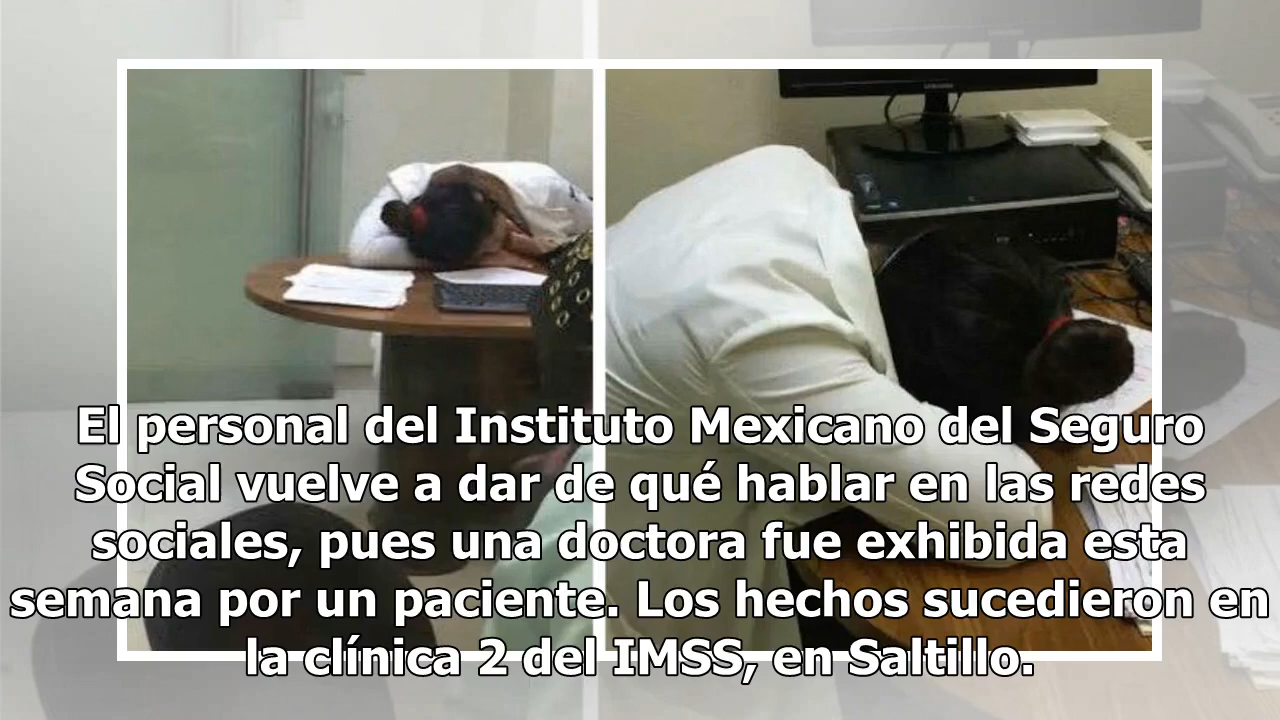 SAMSUNG
El personal del Instituto Mexicano del Seguro
Social vuelve a dar de qué hablar en las redes
sociales, pues una doctora fue exhibida esta
semana por un paciente. Los hechos sucedieron en
la clínica 2 del IMSS, en Saltillo.